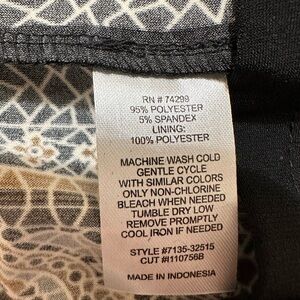 RN # 74299
95% POLYESTER
5% SPANDEX
LINING:
100% POLYESTER
MACHINE WASH COLD
GENTLE CYCLE
WITH SIMILAR COLORS
ONLY NON-CHLORINE
BLEACH WHEN NEEDED
TUMBLE DRY LOW
REMOVE PROMPTLY
COOL IRON IF NEEDED
STYLE #7135-32515
CUT #110756B
MADE IN INDONESIA